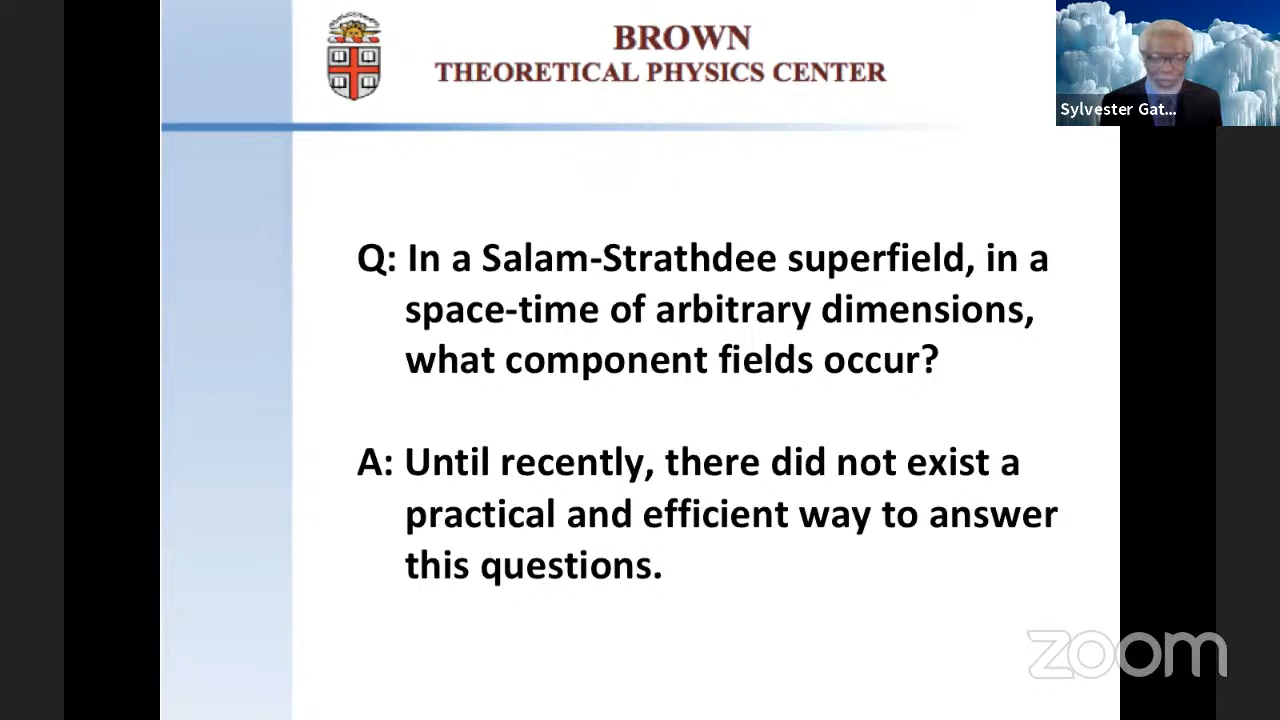 BROWN
THEORETICAL PHYSICS CENTER
Sylvester Gat...
Q: In a Salam-Strathdee superfield, in a
space-time of arbitrary dimensions,
what component fields occur?
A: Until recently, there did not exist a
practical and efficient way to answer
this questions.
zoom